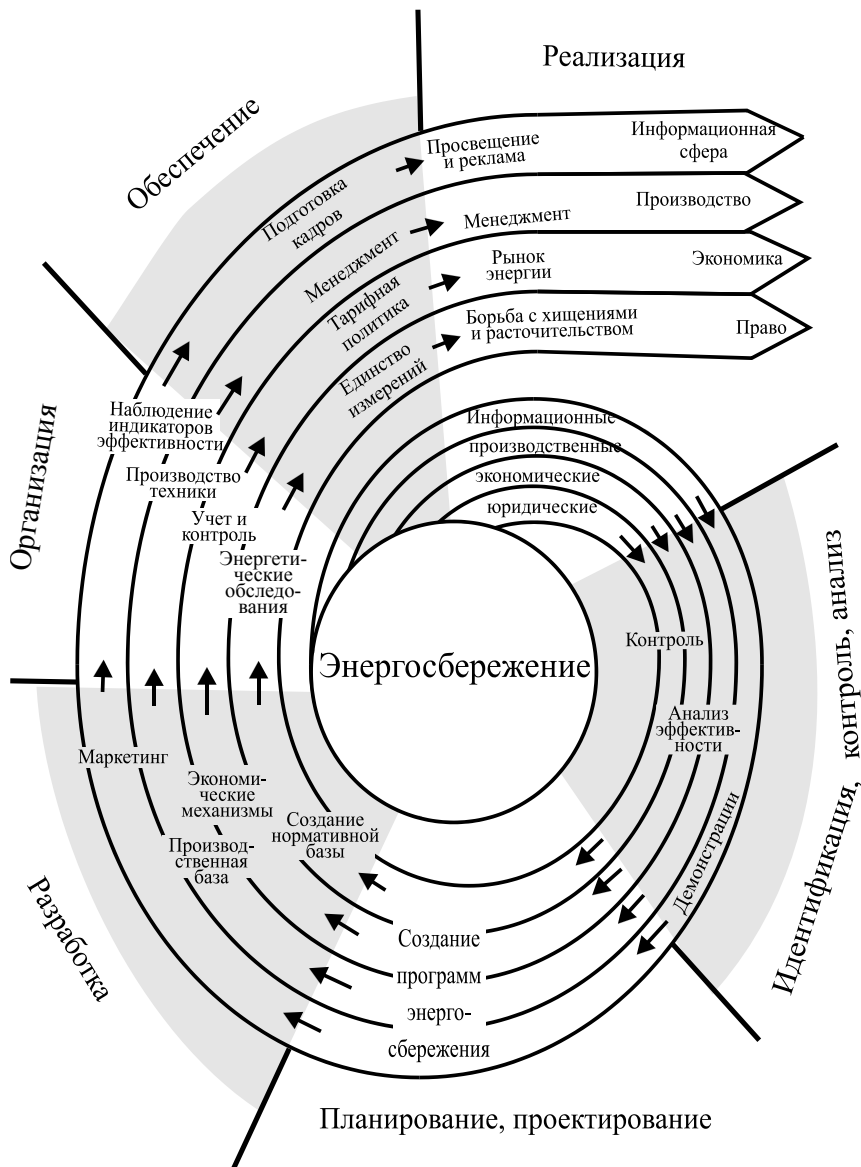 Реализация
Обеспечение
Просвещение
и реклама
Информационная
сфера
Подготовка
кадров
Менеджмент
Менеджмент
Производство
Тарифная
политика
Рынок
энергии
Экономика
Единство
измерений
Борьба с хищениями
и расточительством
Право
Организация
Наблюдение
индикаторов
эффективности
Производство
техники
Учет и
контроль
Энергети-
ческие
обследо-
вания
Информационные
производственные
экономические
юридические
Идентификация, контроль, анализ
Контроль
Анализ
эффектив-
ности
Демонстрации
Энергосбережение
Разработка
Маркетинг
Экономи-
ческие
механизмы
Производ-
ственная
база
Создание
нормативной
базы
Создание
программ
энерго-
сбережения
Планирование, проектирование